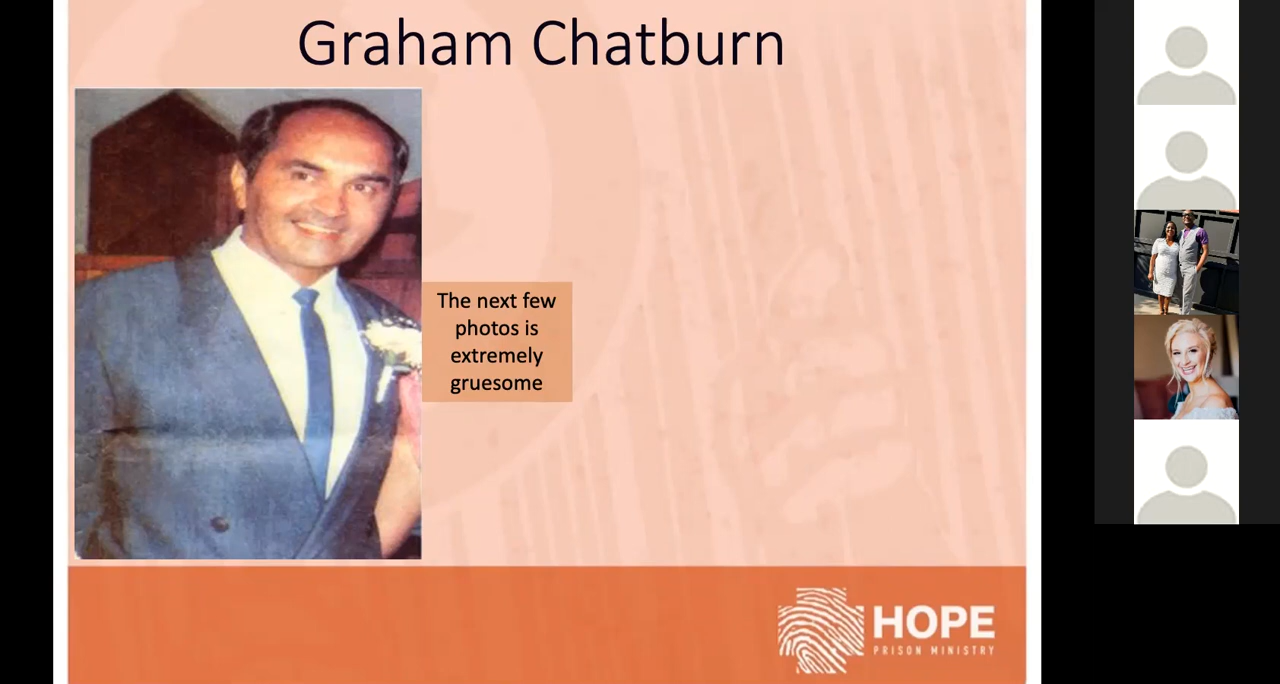 Graham Chatburn
The next few
photos is
extremely
gruesome
HOPE
PRISON MINISTRY